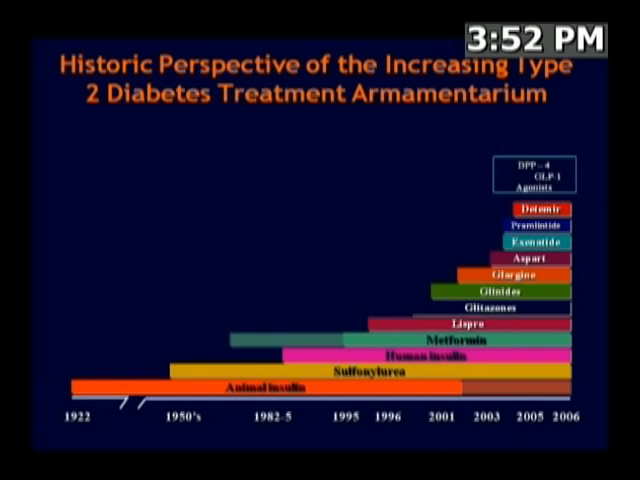 3:52 PM
Historic Perspective of the Increasing Type
2 Diabetes Treatment Armamentarium
DPP – 4
GLP-1
Agonists
Detemir
Pramlintide
Exenatide
Aspart
Glargine
Glinides
Glitazones
Lispro
Metformin
Human insulin
Sulfonylurea
Animal insulin
1922 1950's 1982-5 1995 1996 2001 2003 2005 2006